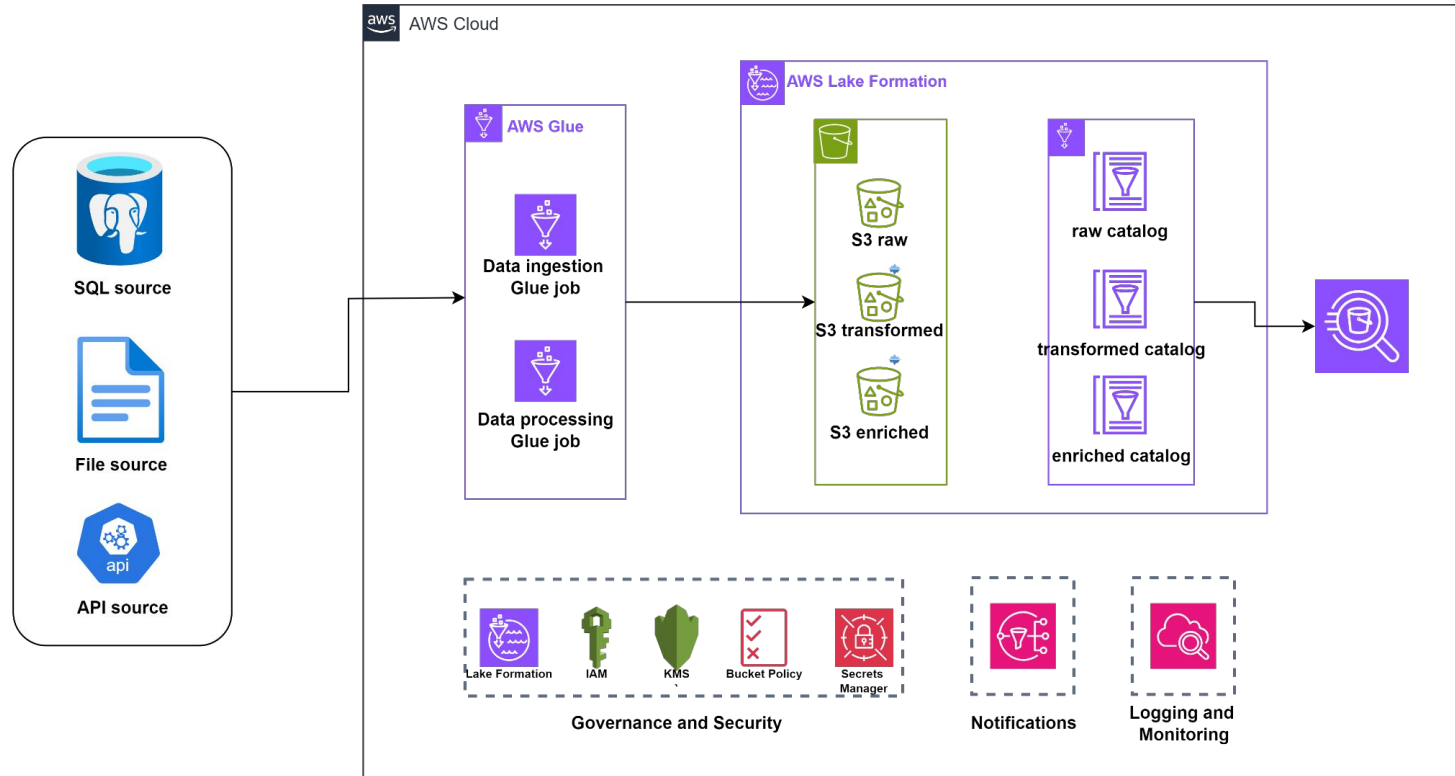 aws
AWS Cloud
AWS Lake Formation
AWS Glue
SQL source
File source
api
API source
Data ingestion
Glue job
Data processing
Glue job
S3 raw
S3 transformed
S3 enriched
raw catalog
transformed catalog
enriched catalog
Lake Formation
IAM
KMS
`
Bucket Policy
Secrets
Manager
Governance and Security
Notifications
Logging and
Monitoring